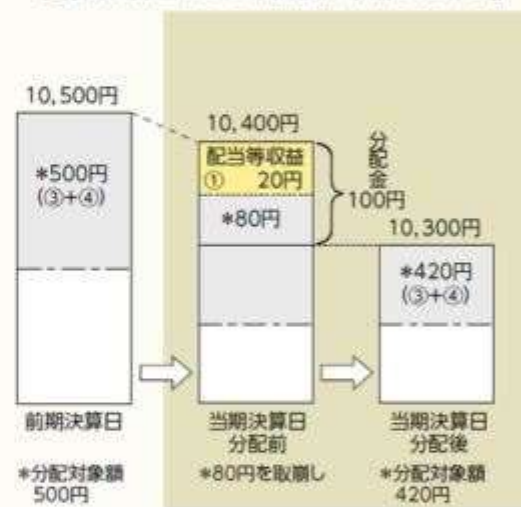 10,500円
*500円
(③+④)
前期決算日
*分配対象額
500円
10,400円
配当等収益
① 20円
*80円
分配金
100円
当期決算日
分配前
*80円を取崩し
10,300円
*420円
(③+④)
当期決算日
分配後
*分配対象額
420円